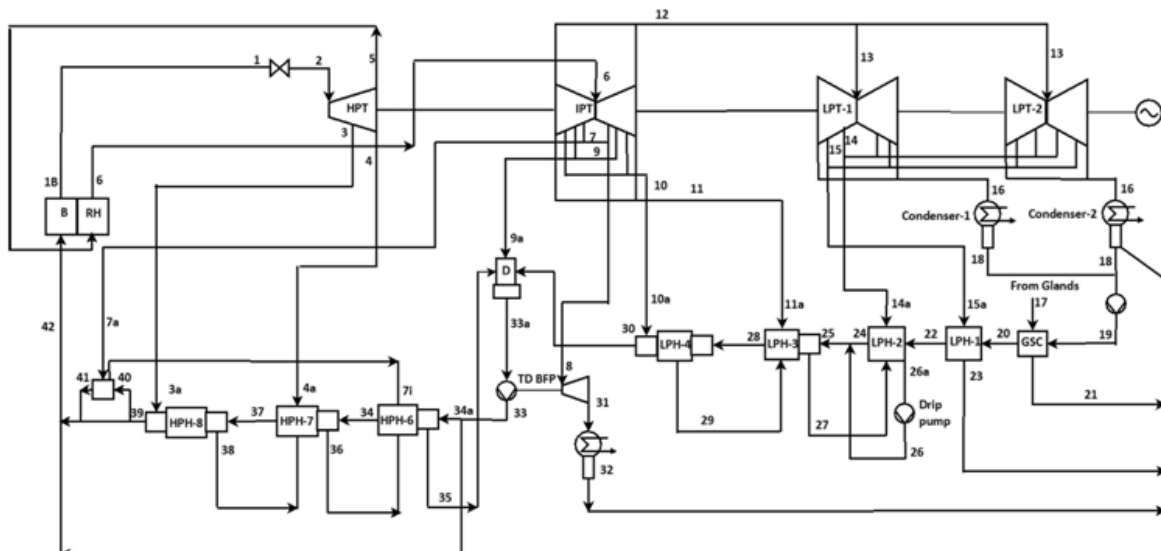 12
1
2
5
6
13
13
HPT
IPT
LPT-1
LPT-2
3
4
7
9
14
15
1B
6
10
11
16
16
B
RH
Condenser-1
Condenser-2
9a
18
18
D
From Glands
17
42
7a
33a
10a
11a
14a
15a
30
28
25
24
22
20
19
LPH-4
LPH-3
LPH-2
LPH-1
GSC
41
40
3a
4a
7i
TD BFP
8
26a
23
39
37
34
34a
33
31
29
27
Drip
pump
21
HPH-8
HPH-7
HPH-6
38
36
26
35
32